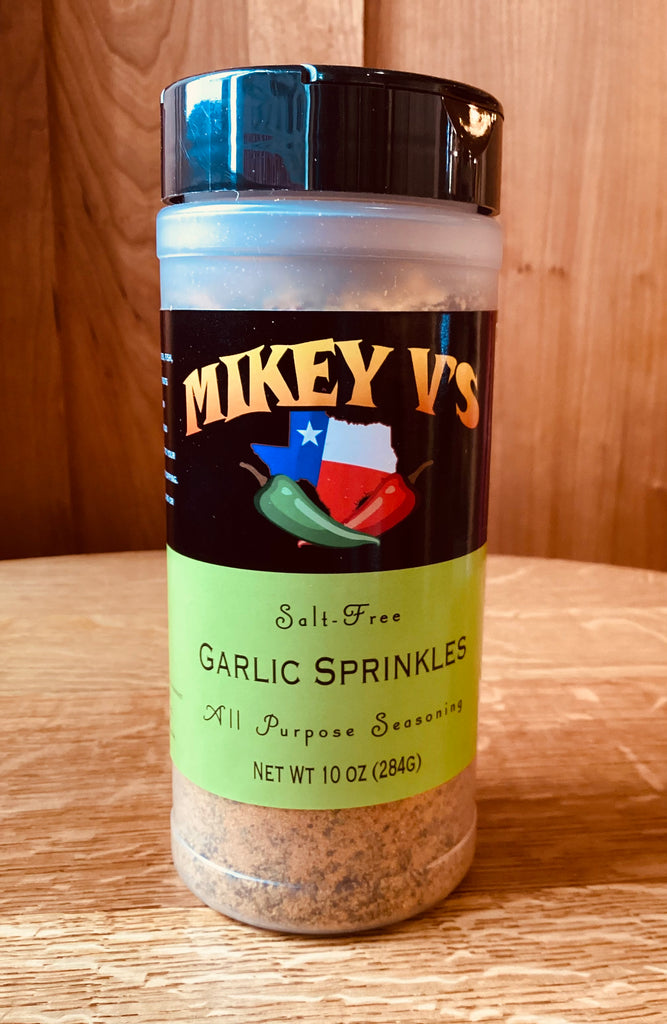 MIKEY V'S
Salt-Free
GARLIC SPRINKLES
All Purpose Seasoning
NET WT 10 OZ (284G)